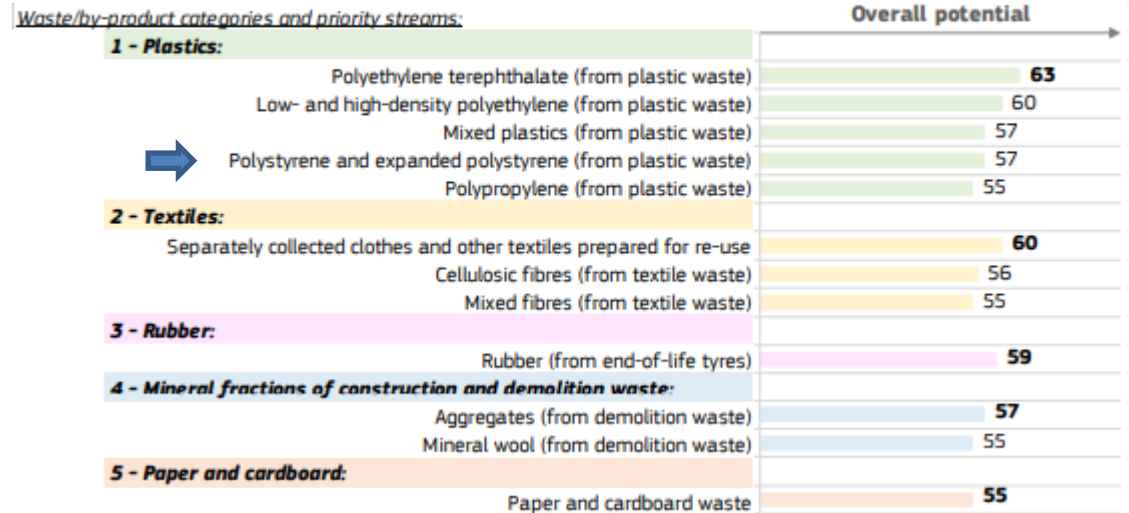 Waste/by-product categories and priority streams:
Overall potential
1 - Plastics:
Polyethylene terephthalate (from plastic waste) 63
Low- and high-density polyethylene (from plastic waste) 60
Mixed plastics (from plastic waste) 57
Polystyrene and expanded polystyrene (from plastic waste) 57
Polypropylene (from plastic waste) 55
2 - Textiles:
Separately collected clothes and other textiles prepared for re-use 60
Cellulosic fibres (from textile waste) 56
Mixed fibres (from textile waste) 55
3 - Rubber:
Rubber (from end-of-life tyres) 59
4 - Mineral fractions of construction and demolition waste:
Aggregates (from demolition waste) 57
Mineral wool (from demolition waste) 55
5 - Paper and cardboard:
Paper and cardboard waste 55